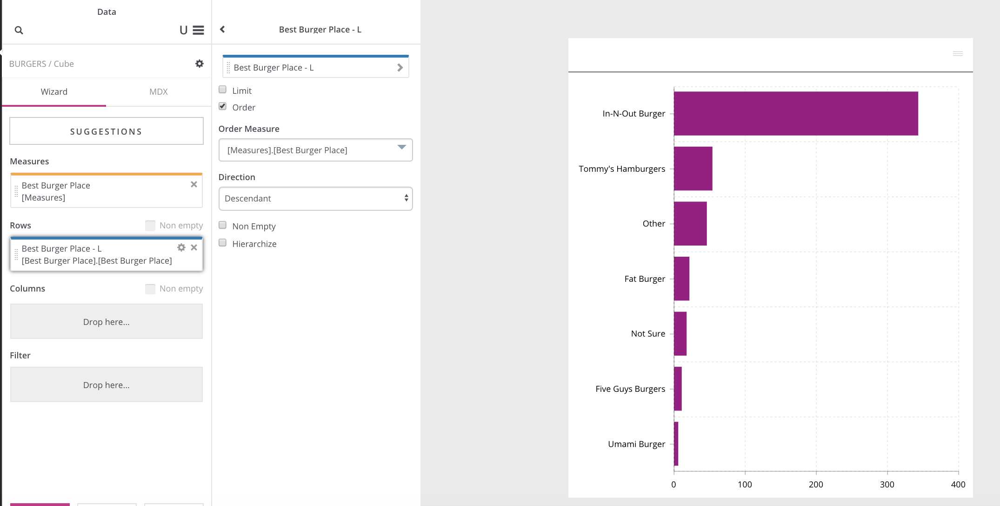 Data
U
BURGERS / Cube
Wizard
MDX
SUGGESTIONS
Measures
Best Burger Place
[Measures]
Rows
Non empty
Best Burger Place - L
[Best Burger Place].[Best Burger Place]
Columns
Non empty
Drop here...
Filter
Drop here...
Best Burger Place - L
Best Burger Place - L
Limit
Order
Order Measure
[Measures].[Best Burger Place]
Direction
Descendant
Non Empty
Hierarchize
In-N-Out Burger
Tommy's Hamburgers
Other
Fat Burger
Not Sure
Five Guys Burgers
Umami Burger
0
100
200
300
400